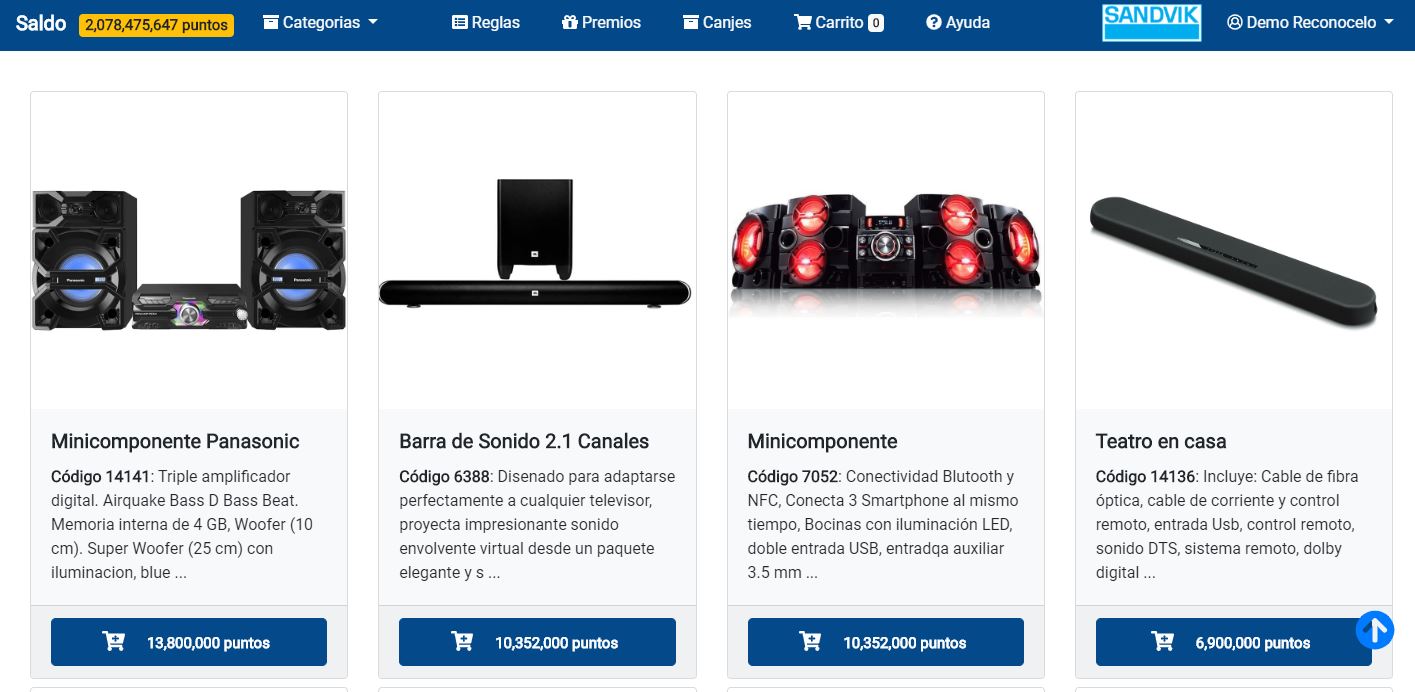 Saldo 2,078,475,647 puntos Categorias Reglas Premios Canjes Carrito 0 Ayuda SANDVIK Demo Reconocelo
Minicomponente Panasonic
Código 14141: Triple amplificador
digital. Airquake Bass D Bass Beat.
Memoria interna de 4 GB, Woofer (10
cm). Super Woofer (25 cm) con
iluminacion, blue ...
13,800,000 puntos
Barra de Sonido 2.1 Canales
Código 6388: Disenado para adaptarse
perfectamente a cualquier televisor,
proyecta impresionante sonido
envolvente virtual desde un paquete
elegante y s ...
10,352,000 puntos
Minicomponente
Código 7052: Conectividad Blutooth y
NFC, Conecta 3 Smartphone al mismo
tiempo, Bocinas con iluminación LED,
doble entrada USB, entradqa auxiliar
3.5 mm ...
10,352,000 puntos
Teatro en casa
Código 14136: Incluye: Cable de fibra
óptica, cable de corriente y control
remoto, entrada Usb, control remoto,
sonido DTS, sistema remoto, dolby
digital ...
6,900,000 puntos